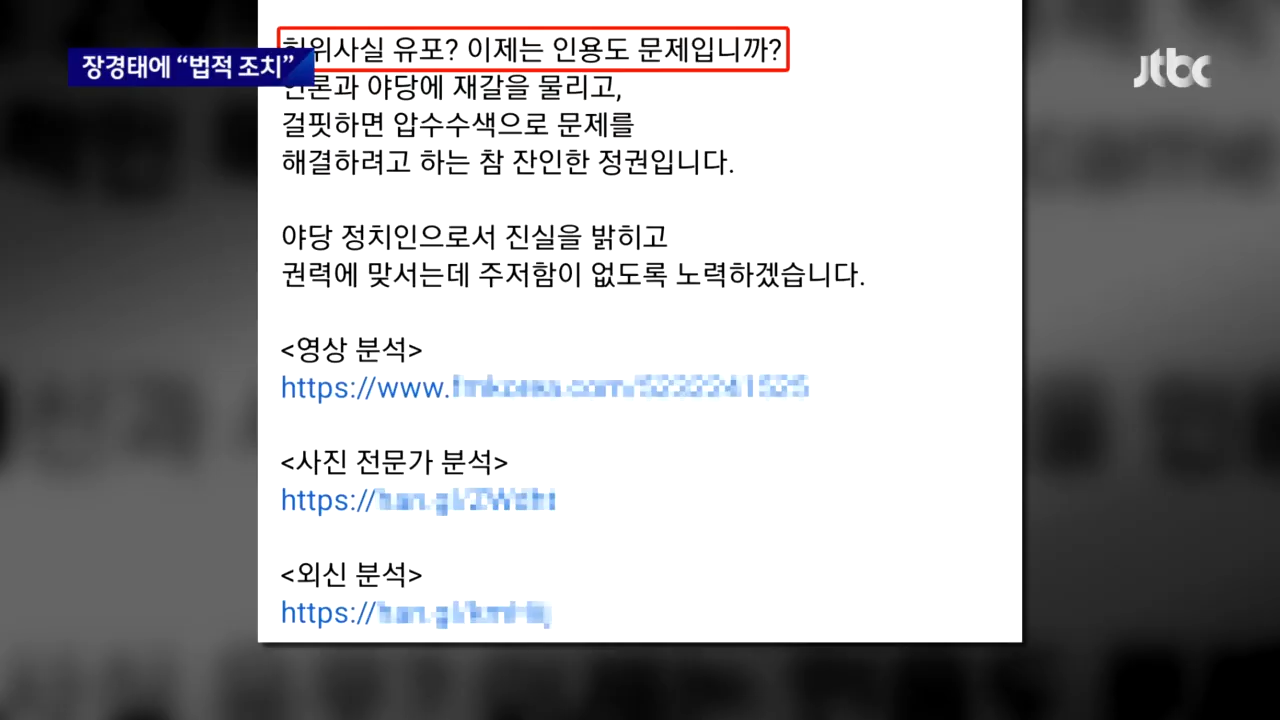 장경태에 “법적 조치”
jtbc
허위사실 유포? 이제는 인용도 문제입니까?
언론과 야당에 재갈을 물리고,
걸핏하면 압수수색으로 문제를
해결하려고 하는 참 잔인한 정권입니다.
야당 정치인으로서 진실을 밝히고
권력에 맞서는데 주저함이 없도록 노력하겠습니다.
<영상 분석>
https://www.
<사진 전문가 분석>
https://
<외신 분석>
https://